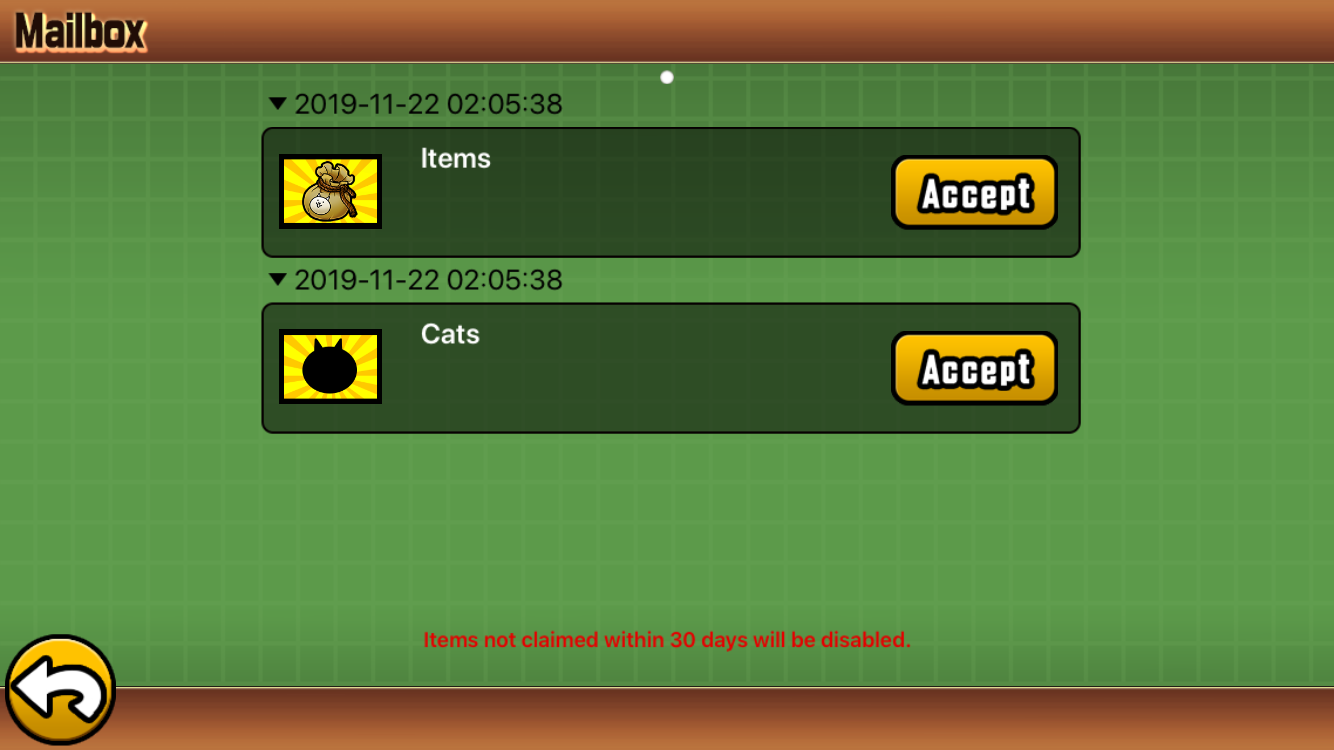 Mailbox
2019-11-22 02:05:38
Items
Accept
2019-11-22 02:05:38
Cats
Accept
Items not claimed within 30 days will be disabled.